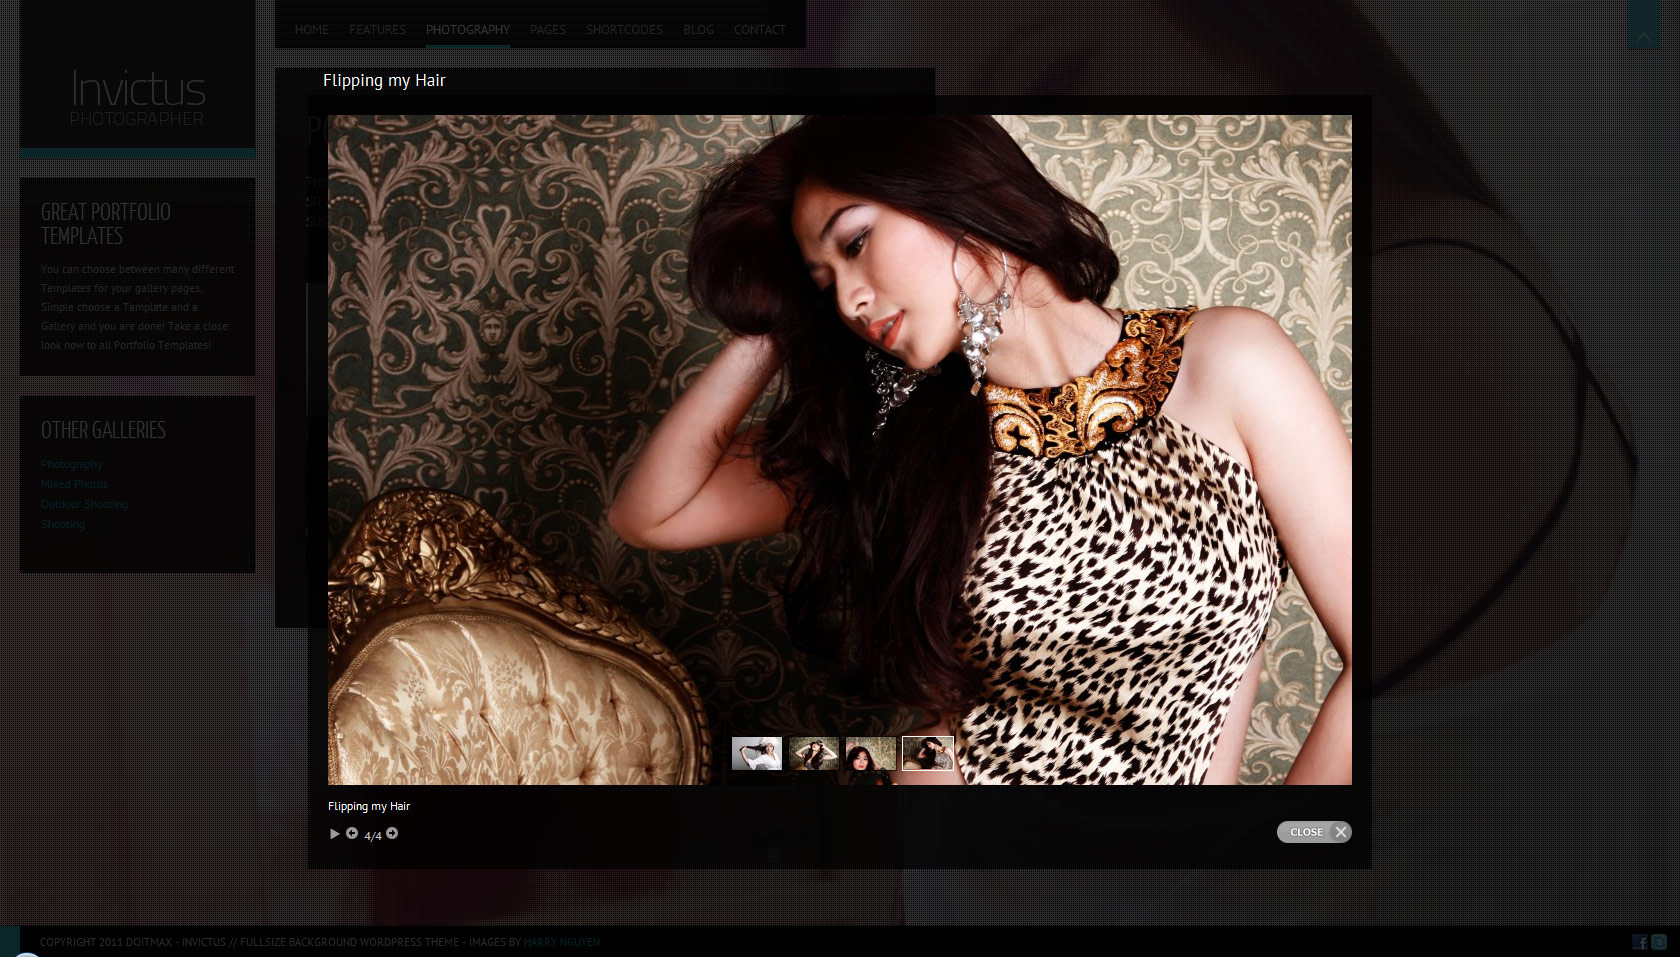 HOME FEATURES PHOTOGRAPHY PAGES SHORTCODES BLOG CONTACT
Invictus
PHOTOGRAPHER
Flipping my Hair
GREAT PORTFOLIO
TEMPLATES
You can choose between many different
Templates for your gallery pages.
Simple choose a Tamplate and a
Gallery and you are done! Take a close
look now to all Portfolio Templates!
OTHER GALLERIES
Photography
Mixed Photos
Outdoor Shooting
Shooting
Flipping my Hair
4/4
CLOSE
COPYRIGHT 2011 DOITMAX - INVICTUS // FULLSIZE BACKGROUND WORDPRESS THEME - IMAGES BY HARRY NGUYEN